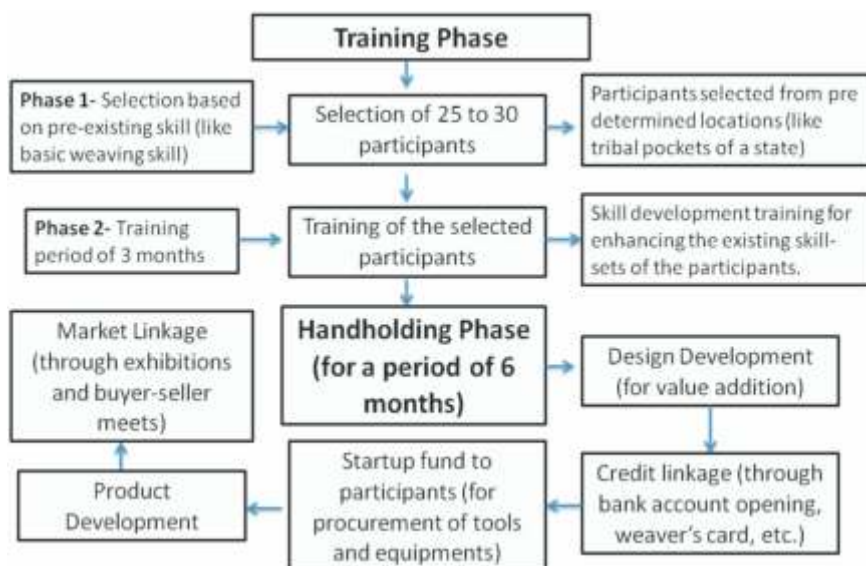 Training Phase
Phase 1- Selection based
on pre-existing skill (like
basic weaving skill)
Selection of 25 to 30
participants
Participants selected from pre
determined locations (like
tribal pockets of a state)
Phase 2- Training
period of 3 months
Training of the selected
participants
Skill development training for
enhancing the existing skill-
sets of the participants.
Handholding Phase
(for a period of 6
months)
Design Development
(for value addition)
Credit linkage (through
bank account opening,
weaver's card, etc.)
Startup fund to
participants (for
procurement of tools
and equipments)
Product
Development
Market Linkage
(through exhibitions
and buyer-seller
meets)